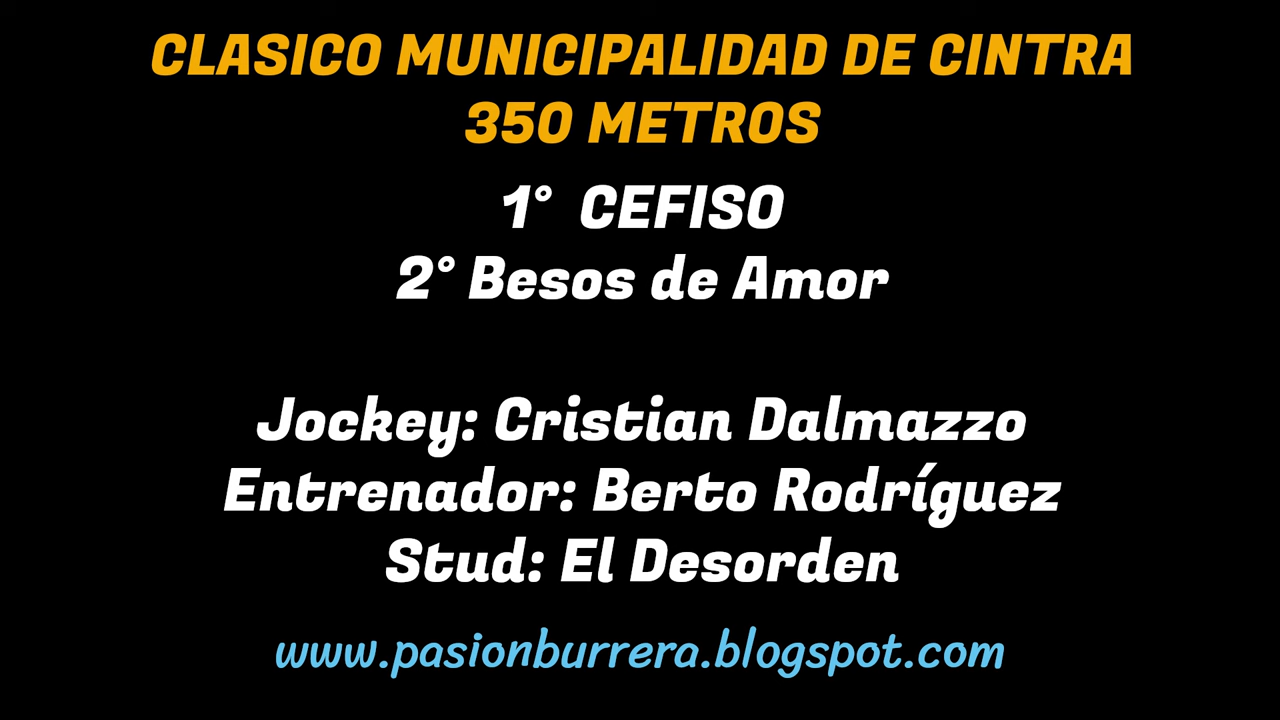 CLASICO MUNICIPALIDAD DE CINTRA
350 METROS
1° CEFISO
2° Besos de Amor
Jockey: Cristian Dalmazzo
Entrenador: Berto Rodríguez
Stud: El Desorden
www.pasionburrera.blogspot.com